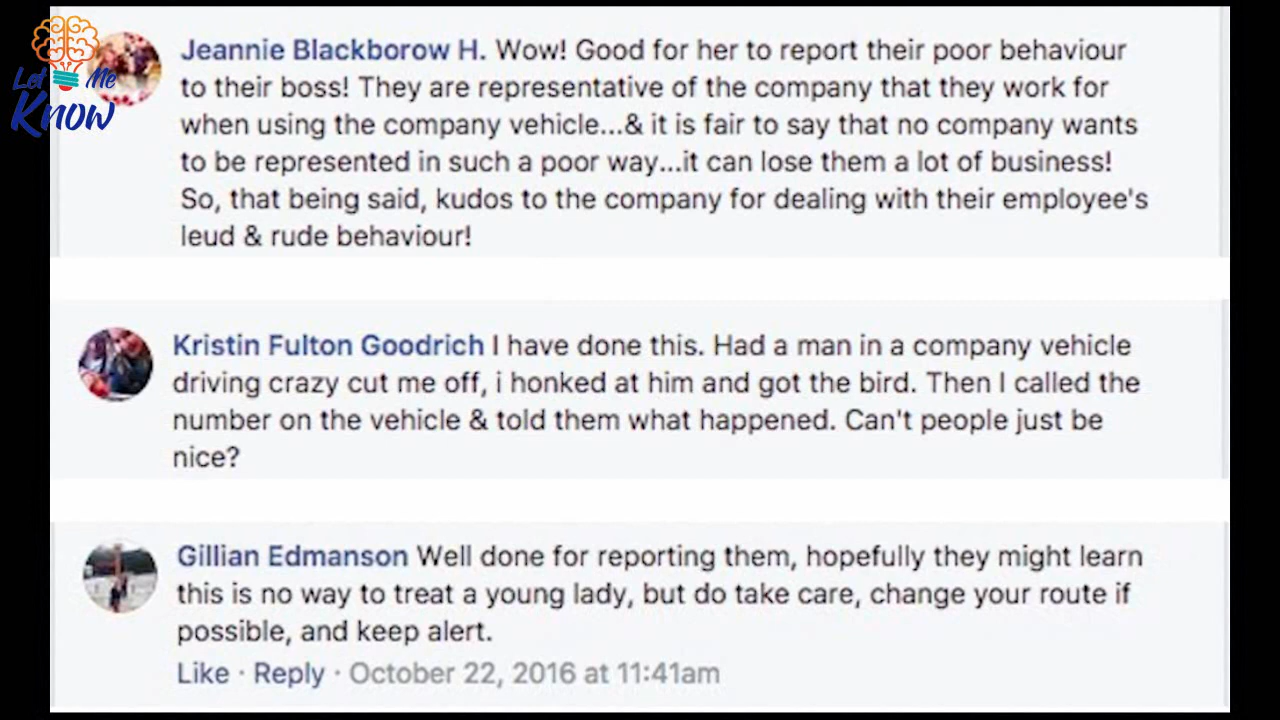 Let Me
Know
Jeannie Blackborow H. Wow! Good for her to report their poor behaviour
to their boss! They are representative of the company that they work for
when using the company vehicle...& it is fair to say that no company wants
to be represented in such a poor way...it can lose them a lot of business!
So, that being said, kudos to the company for dealing with their employee's
leud & rude behaviour!
Kristin Fulton Goodrich I have done this. Had a man in a company vehicle
driving crazy cut me off, i honked at him and got the bird. Then I called the
number on the vehicle & told them what happened. Can't people just be
nice?
Gillian Edmanson Well done for reporting them, hopefully they might learn
this is no way to treat a young lady, but do take care, change your route if
possible, and keep alert.
Like · Reply · October 22, 2016 at 11:41am